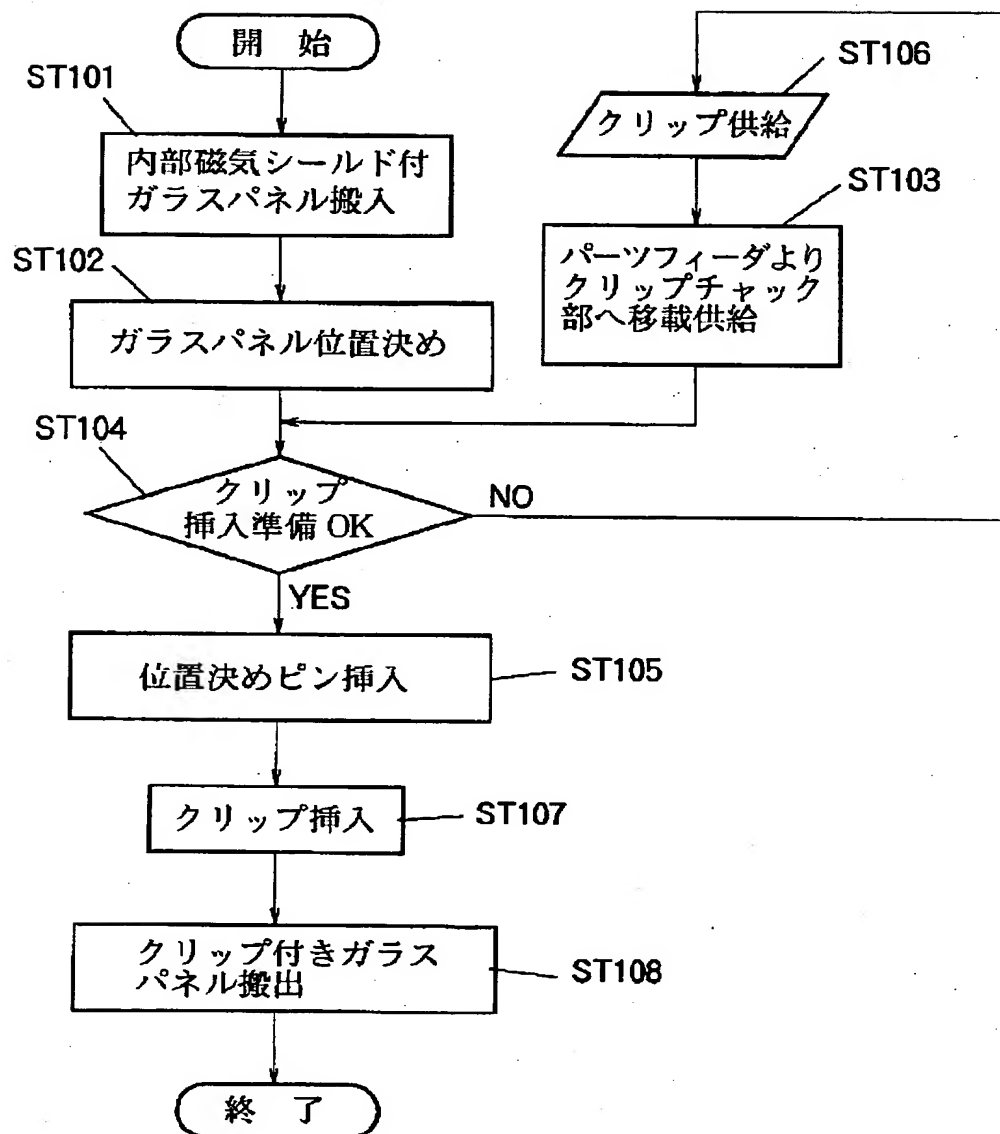 開 始
ST101
内部磁気シールド付
ガラスパネル搬入
ST102
ガラスパネル位置決め
ST106
クリップ供給
ST103
パーツフィーダより
クリップチャック
部へ移載供給
ST104
クリップ
挿入準備OK
NO
YES
位置決めピン挿入
ST105
クリップ挿入
ST107
クリップ付きガラス
パネル搬出
ST108
終 了